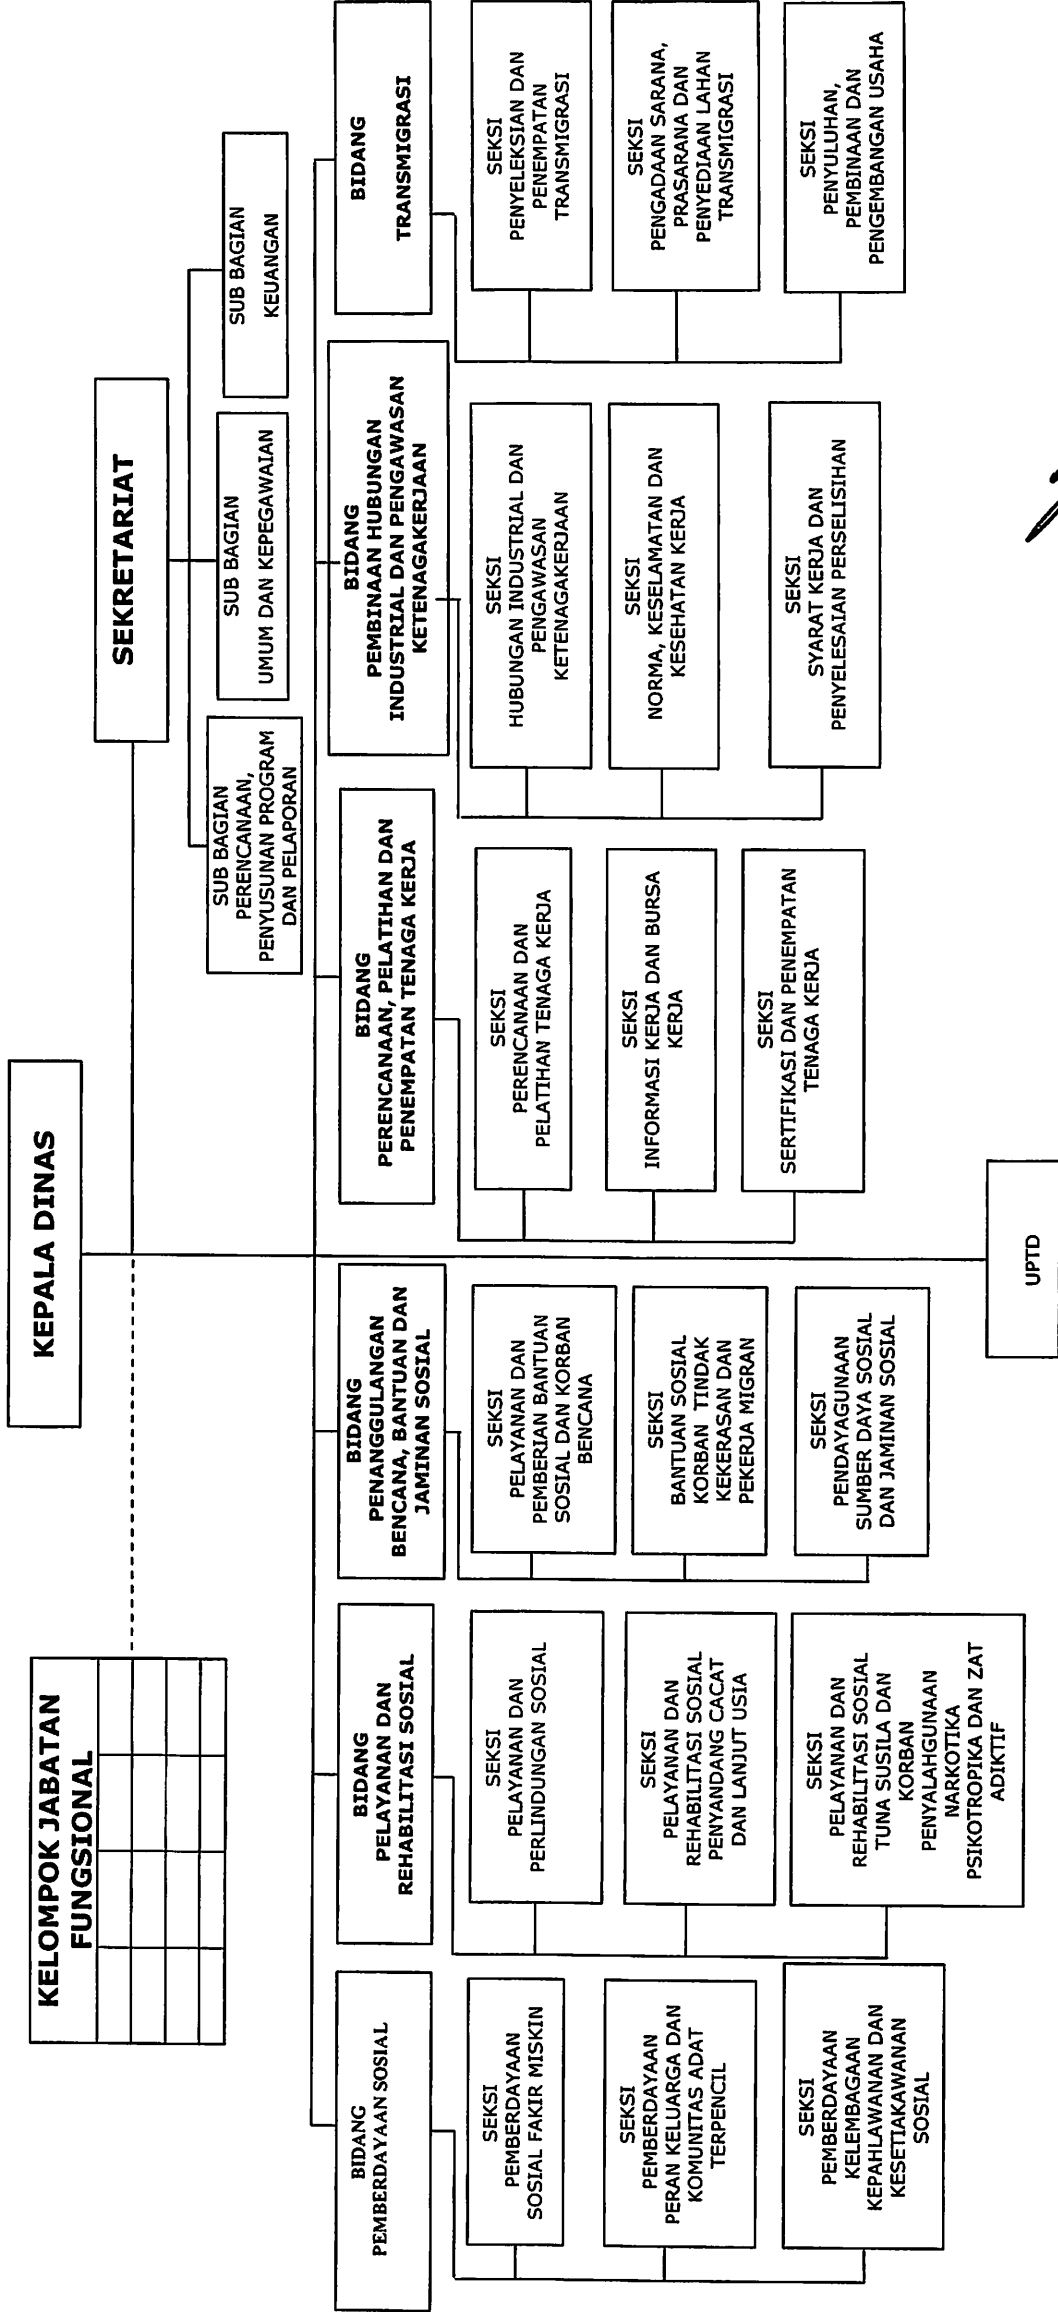 KEPALA DINAS
KELOMPOK JABATAN
FUNGSIONAL
SEKRETARIAT
SUB BAGIAN
PERENCANAAN,
PENYUSUNAN PROGRAM
DAN PELAPORAN
SUB BAGIAN
UMUM DAN KEPEGAWAIAN
SUB BAGIAN
KEUANGAN
BIDANG
PEMBERDAYAAN SOSIAL
SEKSI
PEMBERDAYAAN
SOSIAL FAKIR MISKIN
SEKSI
PEMBERDAYAAN
PERAN KELUARGA DAN
KOMUNITAS ADAT
TERPENCIL
SEKSI
PEMBERDAYAAN
KELEMBAGAAN
KEPAHLAWANAN DAN
KESETIAKAWANAN
SOSIAL
BIDANG
PELAYANAN DAN
REHABILITASI SOSIAL
SEKSI
PELAYANAN DAN
PERLINDUNGAN SOSIAL
SEKSI
PELAYANAN DAN
REHABILITASI SOSIAL
PENYANDANG CACAT
DAN LANJUT USIA
SEKSI
PELAYANAN DAN
REHABILITASI SOSIAL
TUNA SUSILA DAN
KORBAN
PENYALAHGUNAAN
NARKOTIKA
PSIKOTROPIKA DAN ZAT
ADIKTIF
BIDANG
PENANGGULANGAN
BENCANA, BANTUAN DAN
JAMINAN SOSIAL
SEKSI
PELAYANAN DAN
PEMBERIAN BANTUAN
SOSIAL DAN KORBAN
BENCANA
SEKSI
BANTUAN SOSIAL
KORBAN TINDAK
KEKERASAN DAN
PEKERJA MIGRAN
SEKSI
PENDAYAGUNAAN
SUMBER DAYA SOSIAL
DAN JAMINAN SOSIAL
BIDANG
PERENCANAAN, PELATIHAN DAN
PENEMPATAN TENAGA KERJA
SEKSI
PERENCANAAN DAN
PELATIHAN TENAGA KERJA
SEKSI
INFORMASI KERJA DAN BURSA
KERJA
SEKSI
SERTIFIKASI DAN PENEMPATAN
TENAGA KERJA
BIDANG
PEMBINAAN HUBUNGAN
INDUSTRIAL DAN PENGAWASAN
KETENAGAKERJAAN
SEKSI
HUBUNGAN INDUSTRIAL DAN
PENGAWASAN
KETENAGAKERJAAN
SEKSI
NORMA, KESELAMATAN DAN
KESEHATAN KERJA
SEKSI
SYARAT KERJA DAN
PENYELESAIAN PERSELISIHAN
BIDANG
TRANSMIGRASI
SEKSI
PENYELEKSIAN DAN
PENEMPATAN
TRANSMIGRASI
SEKSI
PENGADAAN SARANA,
PRASARANA DAN
PENYEDIAAN LAHAN
TRANSMIGRASI
SEKSI
PENYULUHAN,
PEMBINAAN DAN
PENGEMBANGAN USAHA
UPTD